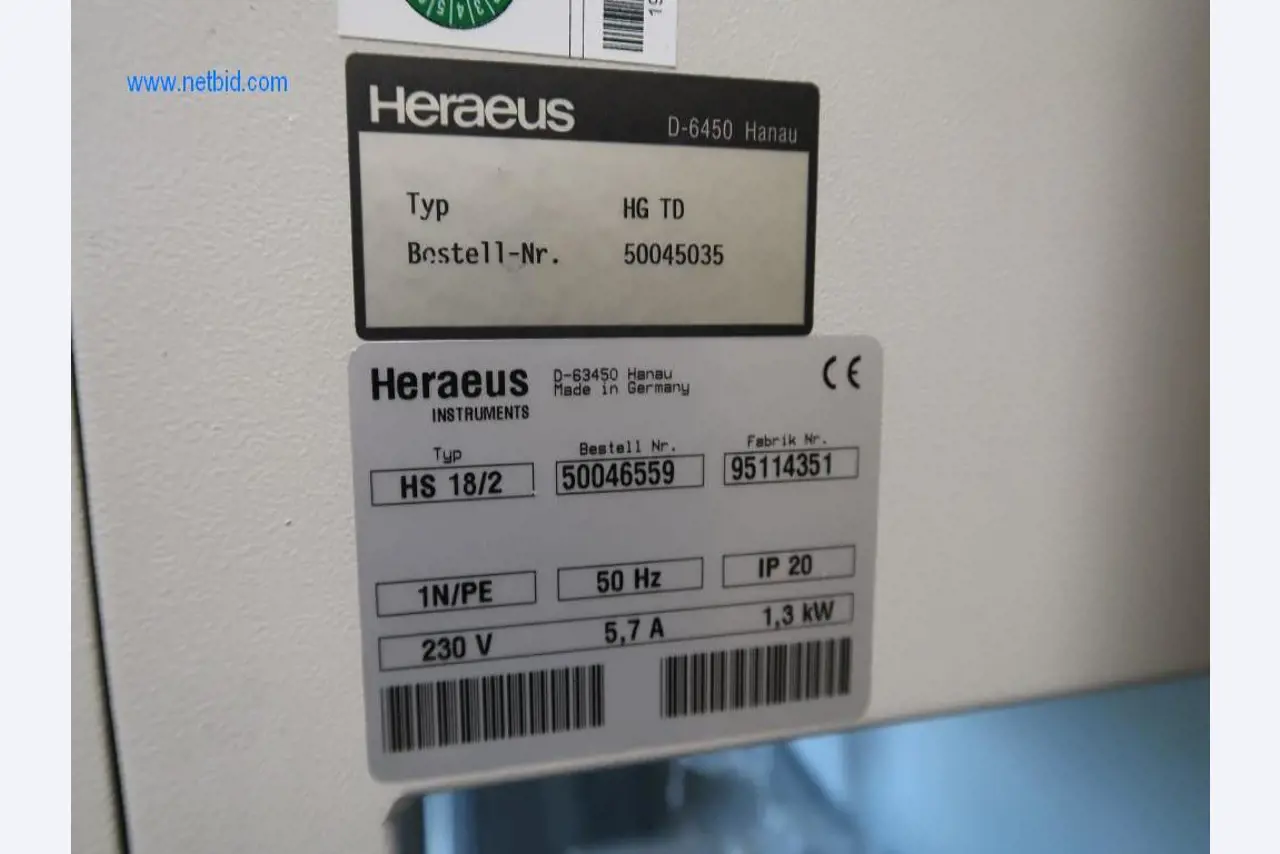 www.netbid.com
Heraeus
D-6450 Hanau
Typ HG TD
Bestell-Nr. 50045035
Heraeus
INSTRUMENTS
D-63450 Hanau
Made in Germany
CE
Typ Bestell Nr. Fabrik Nr.
HS 18/2 50046559 95114351
1N/PE 50 Hz IP 20
230 V 5,7 A 1,3 kW